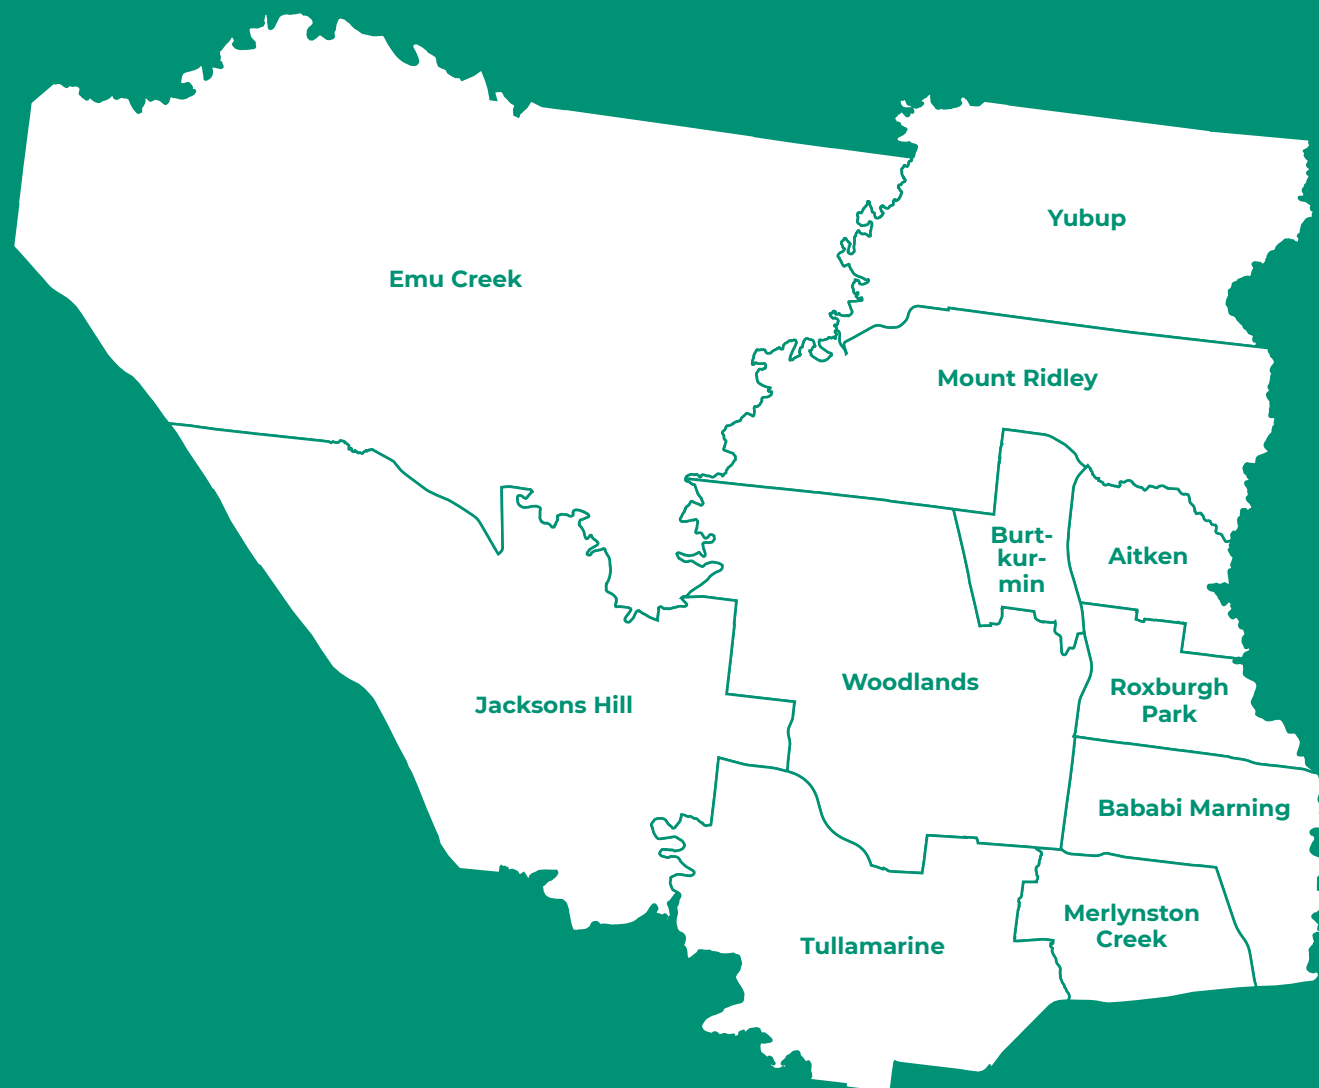 Yubup
Emu Creek
Mount Ridley
Burt-
kur-
min
Aitken
Woodlands
Roxburgh
Park
Jacksons Hill
Bababi Marning
Merlynston
Creek
Tullamarine